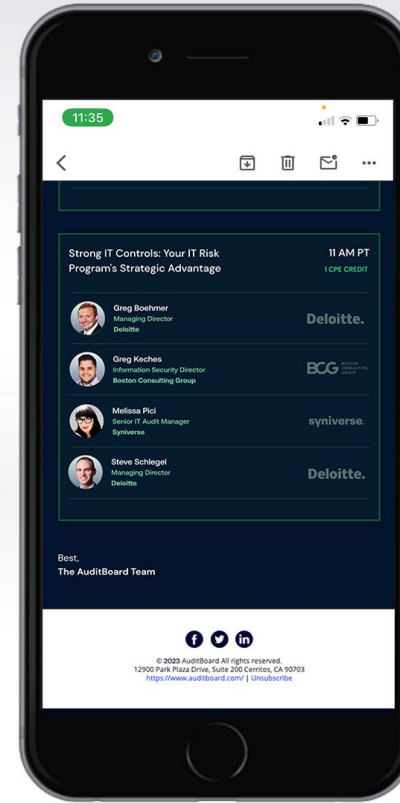 11:35
Strong IT Controls: Your IT Risk
Program's Strategic Advantage
11 AM PT
1 CPE CREDIT
Greg Boehmer
Managing Director
Deloitte
Deloitte.
Greg Keches
Information Security Director
Boston Consulting Group
BCG BOSTON
CONSULTING
GROUP
Melissa Pici
Senior IT Audit Manager
Syniverse
syniverse.
Steve Schlegel
Managing Director
Deloitte
Deloitte.
Best,
The AuditBoard Team
© 2023 AuditBoard All rights reserved.
12900 Park Plaza Drive, Suite 200 Cerritos, CA 90703
https://www.auditboard.com/ | Unsubscribe